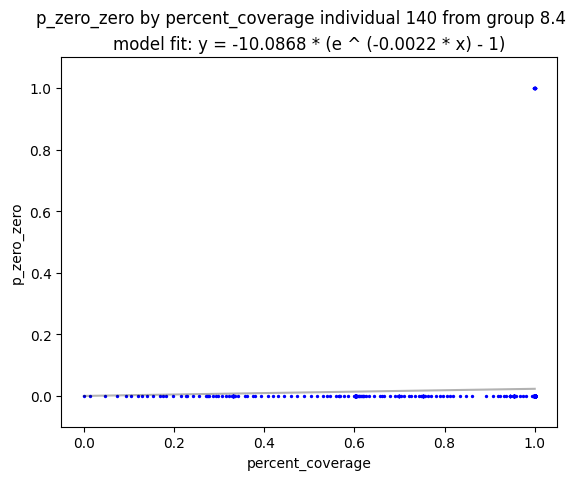 p_zero_zero by percent_coverage individual 140 from group 8.4
model fit: y = -10.0868 * (e ^ (-0.0022 * x) - 1)
1.0
0.8
0.6
0.4
0.2
0.0
p_zero_zero
0.0 0.2 0.4 0.6 0.8 1.0
percent_coverage